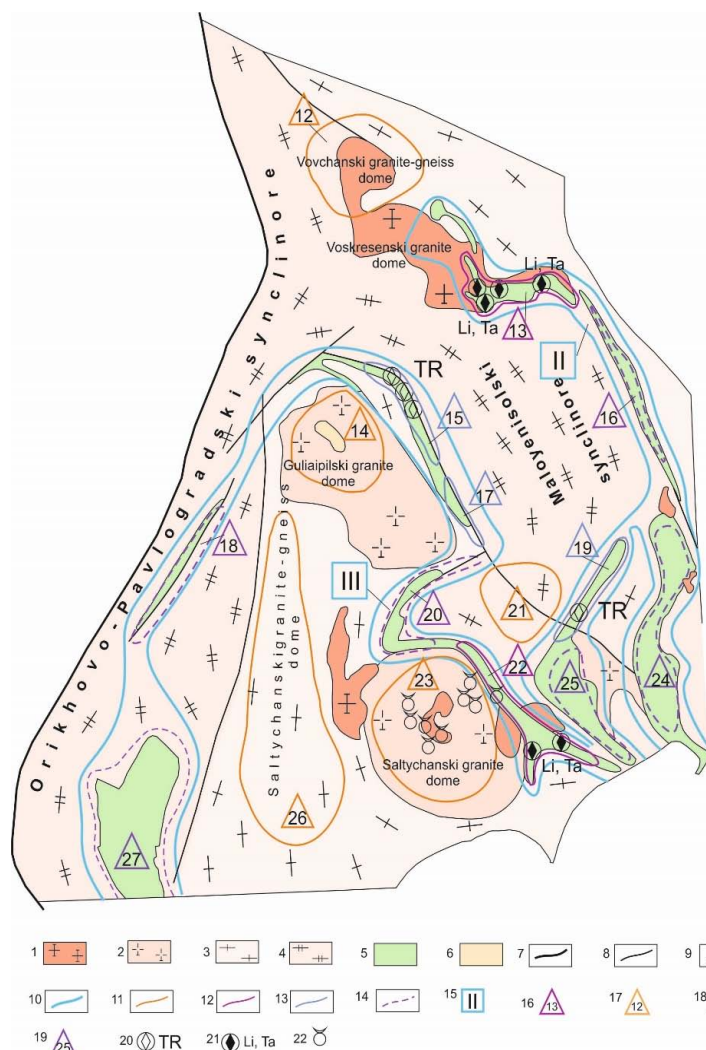 12
Vovchanski granite-gneiss
dome
Voskresenski granite
dome
Li, Ta
Li, Ta
13
II
Orikhovo-Pavlogradski synclinore
Maloyenisolski
synclinore
TR
15
16
14
Guliaipilski granite
dome
17
18
19
III
TR
20
21
22
Saltychanskigranite-gneiss
dome
23
25
24
Saltychanski granite
dome
Li, Ta
26
27
1
2
3
4
5
6
7
8
9
10
11
12
13
14
15 II
16 13
17 12
18
19 25
20 TR
21 Li, Ta
22